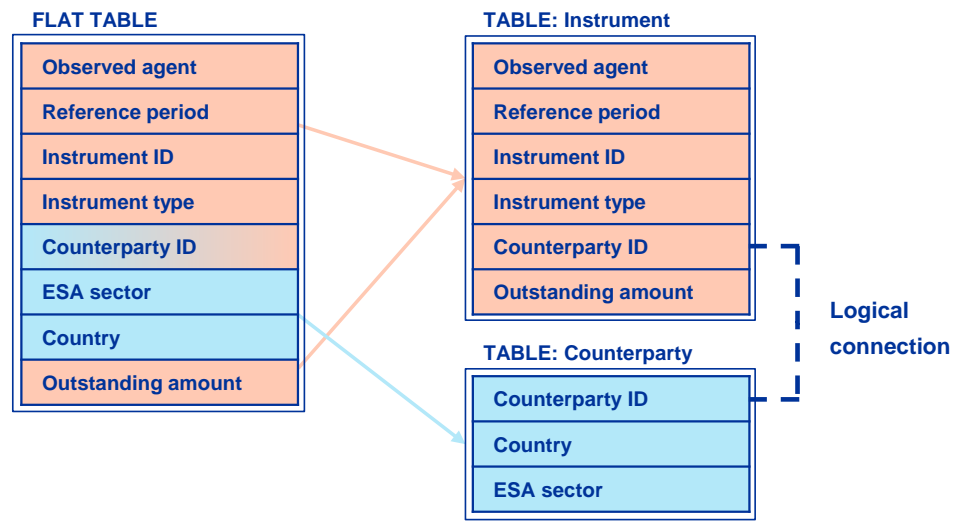 FLAT TABLE
Observed agent
Reference period
Instrument ID
Instrument type
Counterparty ID
ESA sector
Country
Outstanding amount
TABLE: Instrument
Observed agent
Reference period
Instrument ID
Instrument type
Counterparty ID
Outstanding amount
TABLE: Counterparty
Counterparty ID
Country
ESA sector
Logical
connection